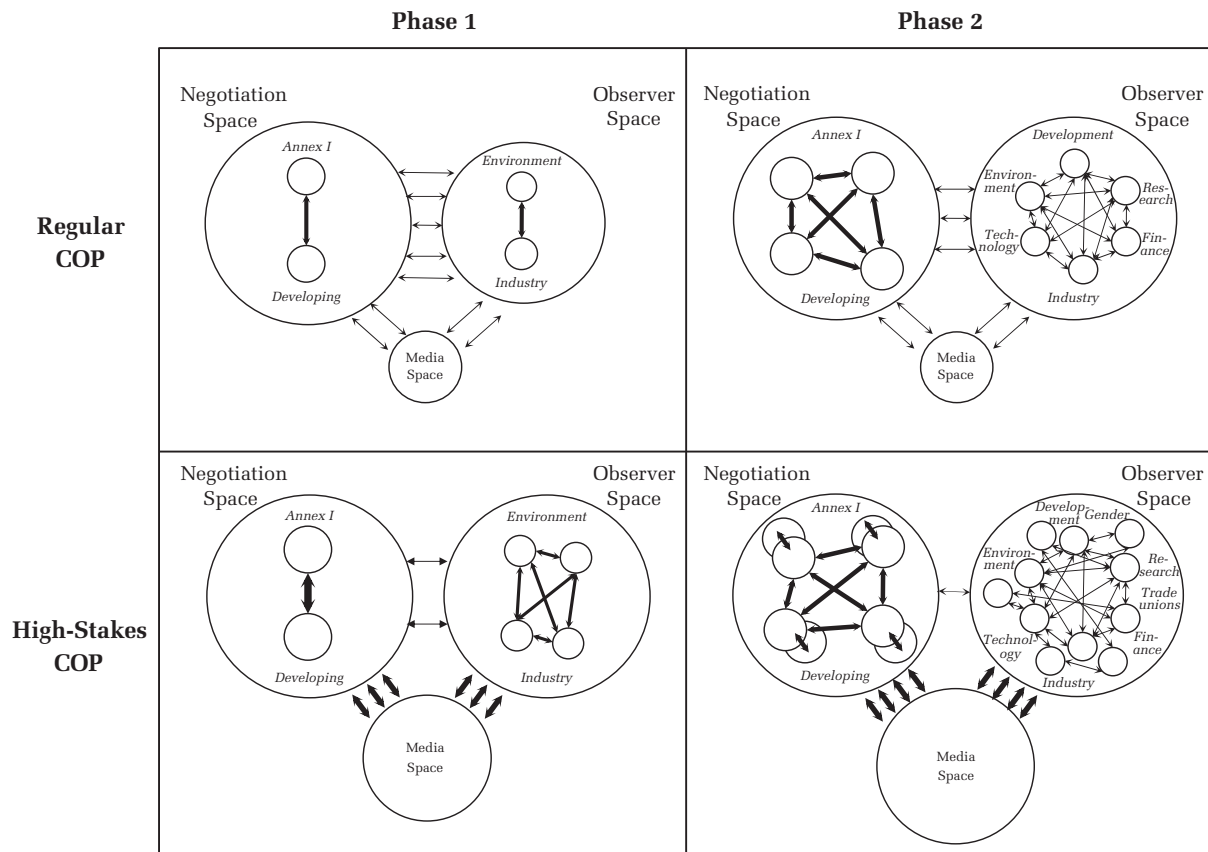 Phase 1
Phase 2
Regular
COP
Negotiation
Space
Observer
Space
Annex I
Developing
Environment
Industry
Media
Space
Negotiation
Space
Observer
Space
Annex I
Developing
Development
Environ-
ment
Res-
earch
Tech-
nology
Fin-
ance
Industry
Media
Space
High-Stakes
COP
Negotiation
Space
Observer
Space
Annex I
Developing
Environment
Industry
Media
Space
Negotiation
Space
Observer
Space
Annex I
Developing
Develop-
ment
Gender
Environ-
ment
Re-
search
Trade
unions
Technol-
ogy
Fin-
ance
Industry
Media
Space